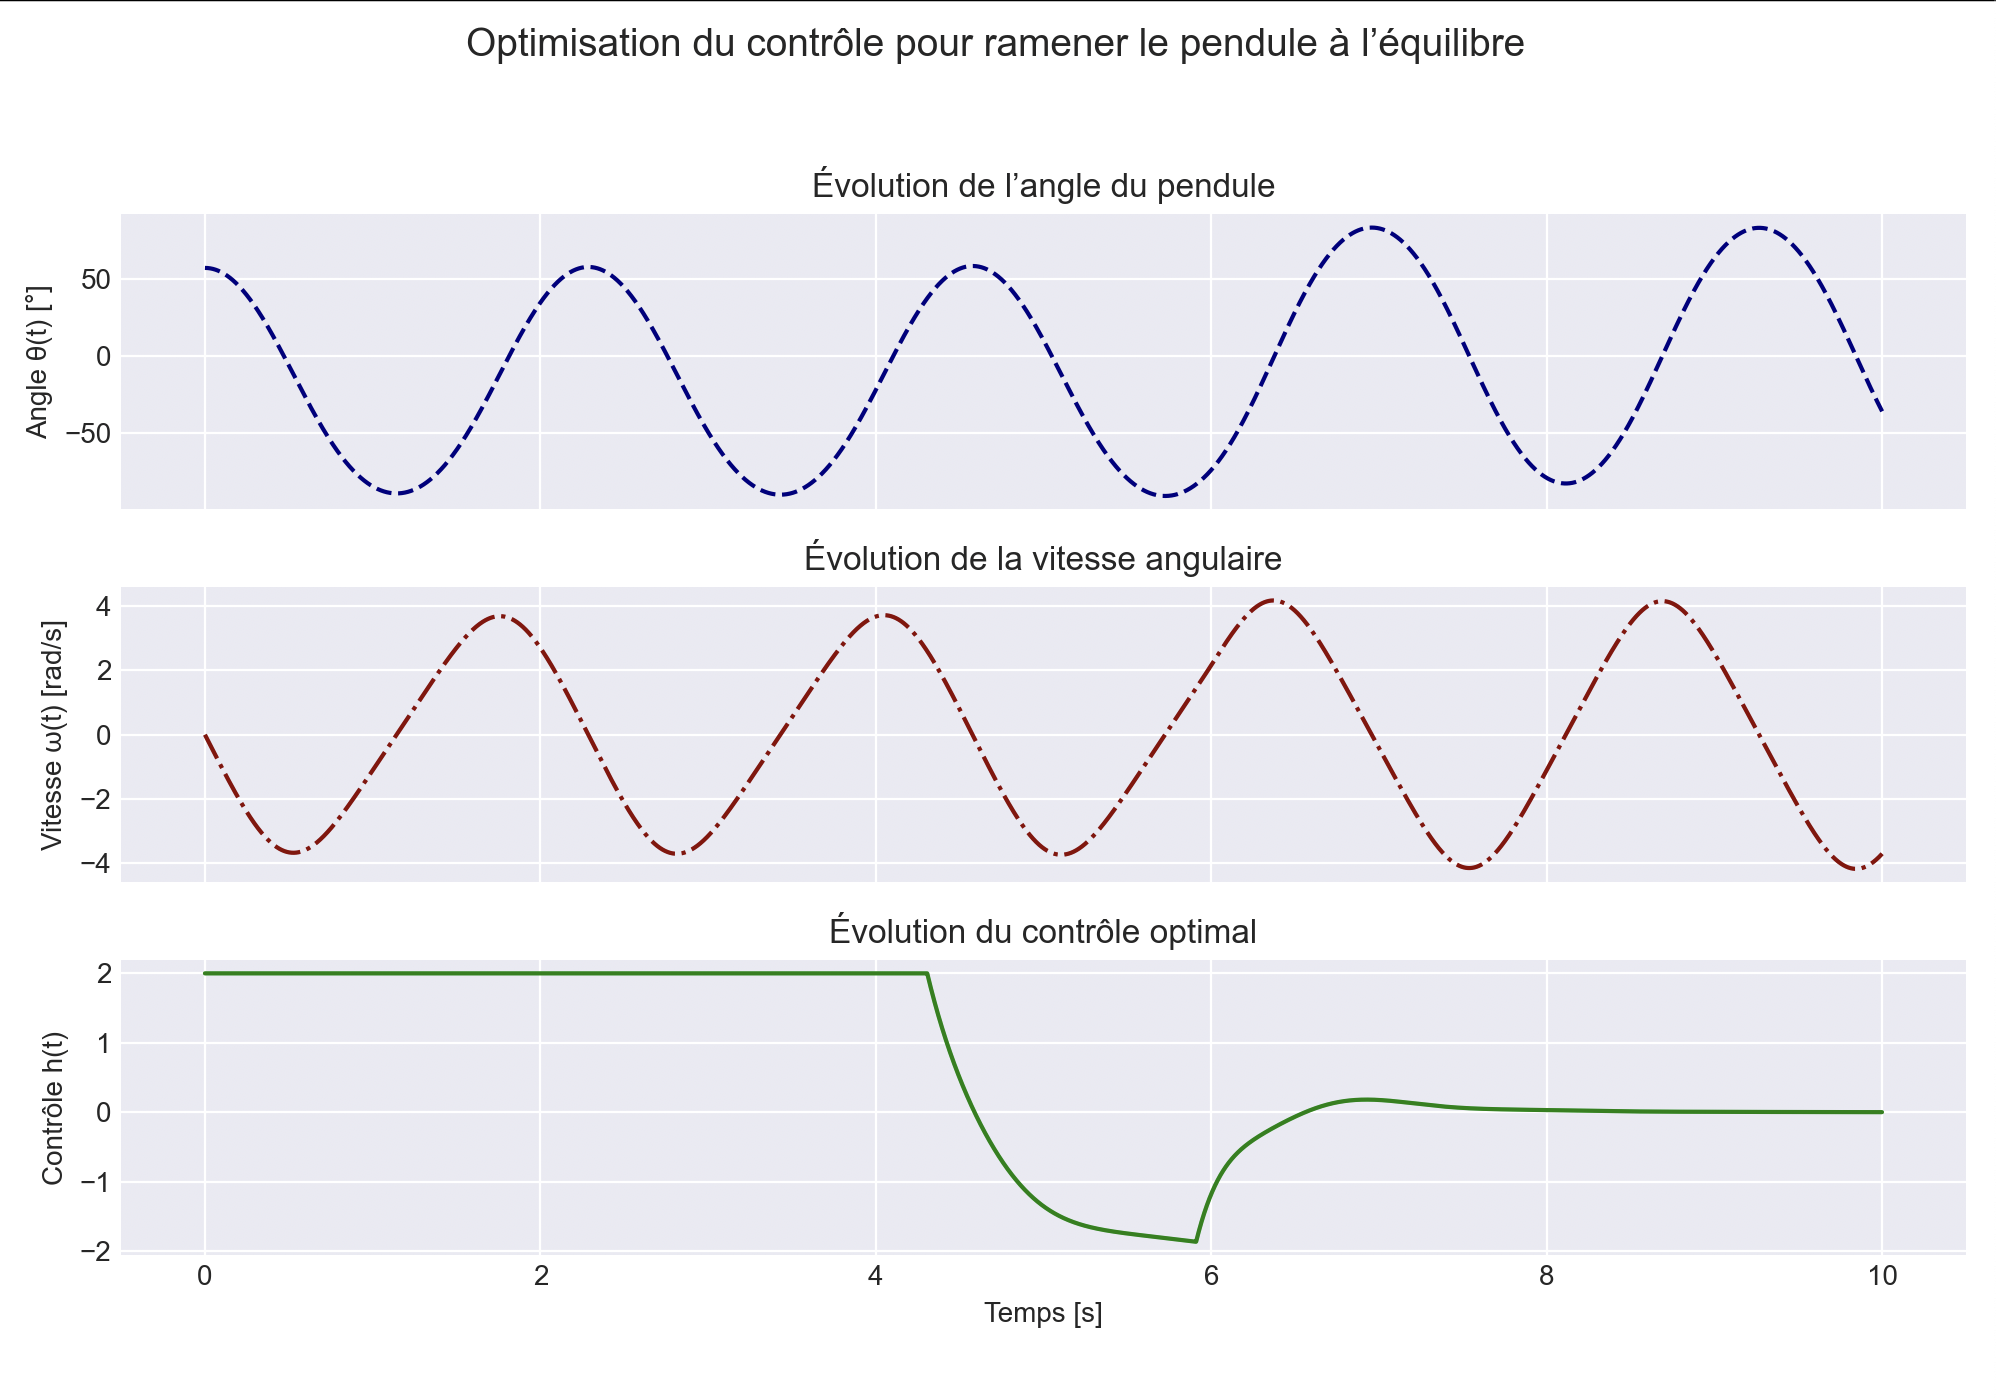 Optimisation du contrôle pour ramener le pendule à l’équilibre
Évolution de l’angle du pendule
Angle θ(t) [°]
50
0
−50
Évolution de la vitesse angulaire
Vitesse ω(t) [rad/s]
4
2
0
−2
−4
Évolution du contrôle optimal
Contrôle h(t)
2
1
0
−1
−2
0 2 4 6 8 10
Temps [s]